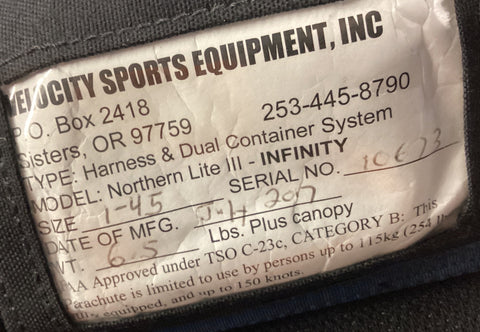 VELOCITY SPORTS EQUIPMENT, INC
P.O. Box 2418
Sisters, OR 97759 253-445-8790
TYPE: Harness & Dual Container System
MODEL: Northern Lite III - INFINITY
SIZE I-45 SERIAL NO. 10673
DATE OF MFG. 2017
WT. 6.5 Lbs. Plus canopy
FAA Approved under TSO C-23c, CATEGORY B: This
Parachute is limited to use by persons up to 115kg (254 lb
fully equipped, and up to 150 knots.